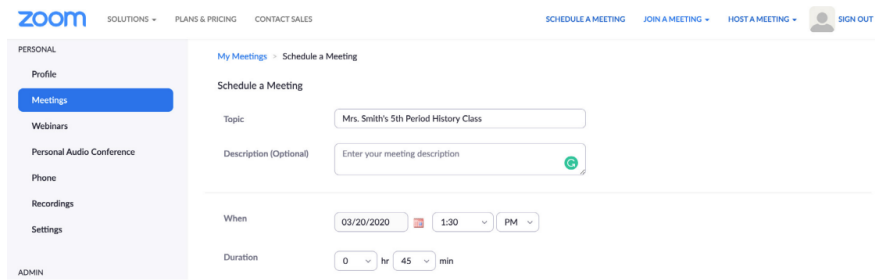 zoom SOLUTIONS PLANS & PRICING CONTACT SALES SCHEDULE A MEETING JOIN A MEETING HOST A MEETING SIGN OUT
PERSONAL
Profile
Meetings
Webinars
Personal Audio Conference
Phone
Recordings
Settings
ADMIN
My Meetings > Schedule a Meeting
Schedule a Meeting
Topic Mrs. Smith's 5th Period History Class
Description (Optional) Enter your meeting description
When 03/20/2020 1:30 PM
Duration 0 hr 45 min